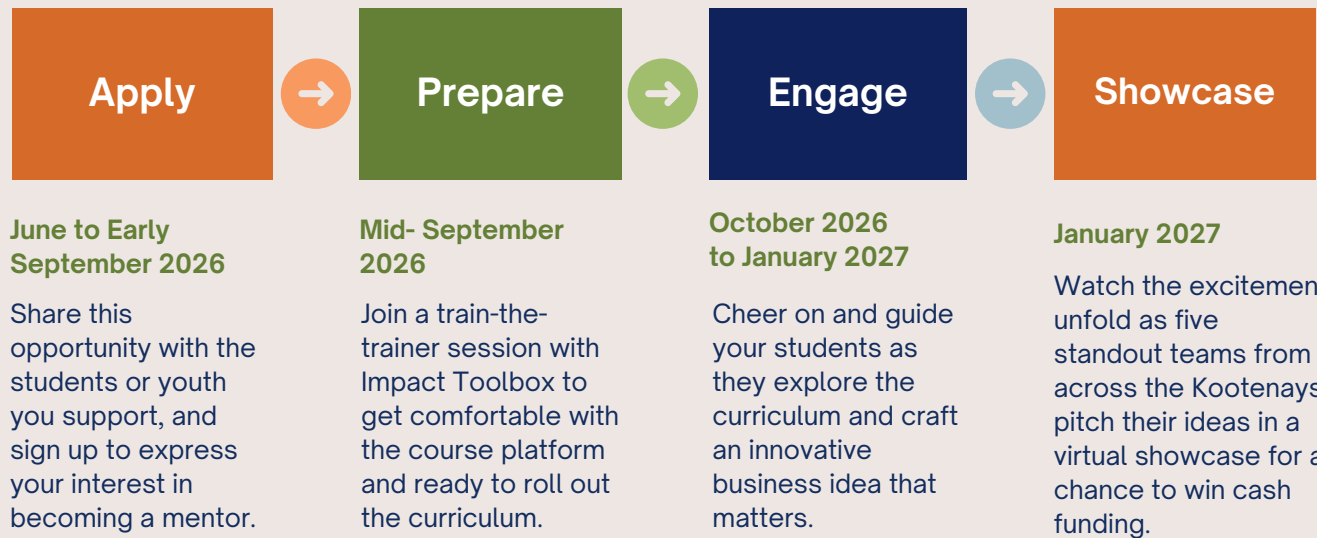 Apply
Prepare
Engage
Showcase
June to Early
September 2026
Share this
opportunity with the
students or youth
you support, and
sign up to express
your interest in
becoming a mentor.
Mid- September
2026
Join a train-the-
trainer session with
Impact Toolbox to
get comfortable with
the course platform
and ready to roll out
the curriculum.
October 2026
to January 2027
Cheer on and guide
your students as
they explore the
curriculum and craft
an innovative
business idea that
matters.
January 2027
Watch the excitemen
unfold as five
standout teams from
across the Kootenays
pitch their ideas in a
virtual showcase for a
chance to win cash
funding.